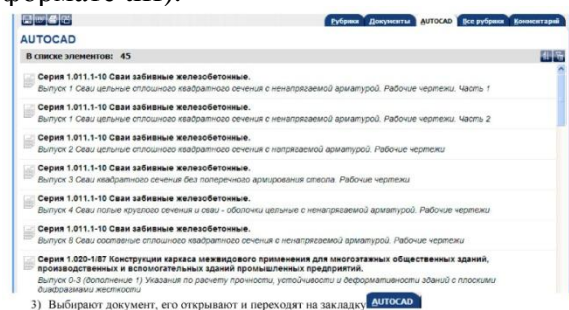 формате чип).
Рубрики Документы AUTOCAD Все рубрики Комментарий
AUTOCAD
В списке элементов: 45
Серия 1.011.1-10 Сваи забивные железобетонные.
Выпуск 1 Сваи цельные сплошного квадратного сечения с ненапрягаемой арматурой. Рабочие чертежи. Часть 1
Серия 1.011.1-10 Сваи забивные железобетонные.
Выпуск 1 Сваи цельные сплошного квадратного сечения с ненапрягаемой арматурой. Рабочие чертежи. Часть 2
Серия 1.011.1-10 Сваи забивные железобетонные.
Выпуск 2 Сваи цельные сплошного квадратного сечения с напрягаемой арматурой. Рабочие чертежи
Серия 1.011.1-10 Сваи забивные железобетонные.
Выпуск 3 Сваи квадратного сечения без поперечного армирования ствола. Рабочие чертежи
Серия 1.011.1-10 Сваи забивные железобетонные.
Выпуск 4 Сваи полые круглого сечения и сваи - оболочки цельные с ненапрягаемой арматурой. Рабочие чертежи
Серия 1.011.1-10 Сваи забивные железобетонные.
Выпуск 8 Сваи составные сплошного квадратного сечения с ненапрягаемой арматурой. Рабочие чертежи
Серия 1.020-1/87 Конструкции каркаса межвидового применения для многоэтажных общественных зданий,
производственных и вспомогательных зданий промышленных предприятий.
Выпуск 0-3 (дополнение 1) Указания по расчету прочности, устойчивости и деформативности зданий с плоскими
диафрагмами жесткости
3) Выбирают документ, его открывают и переходят на закладку AUTOCAD